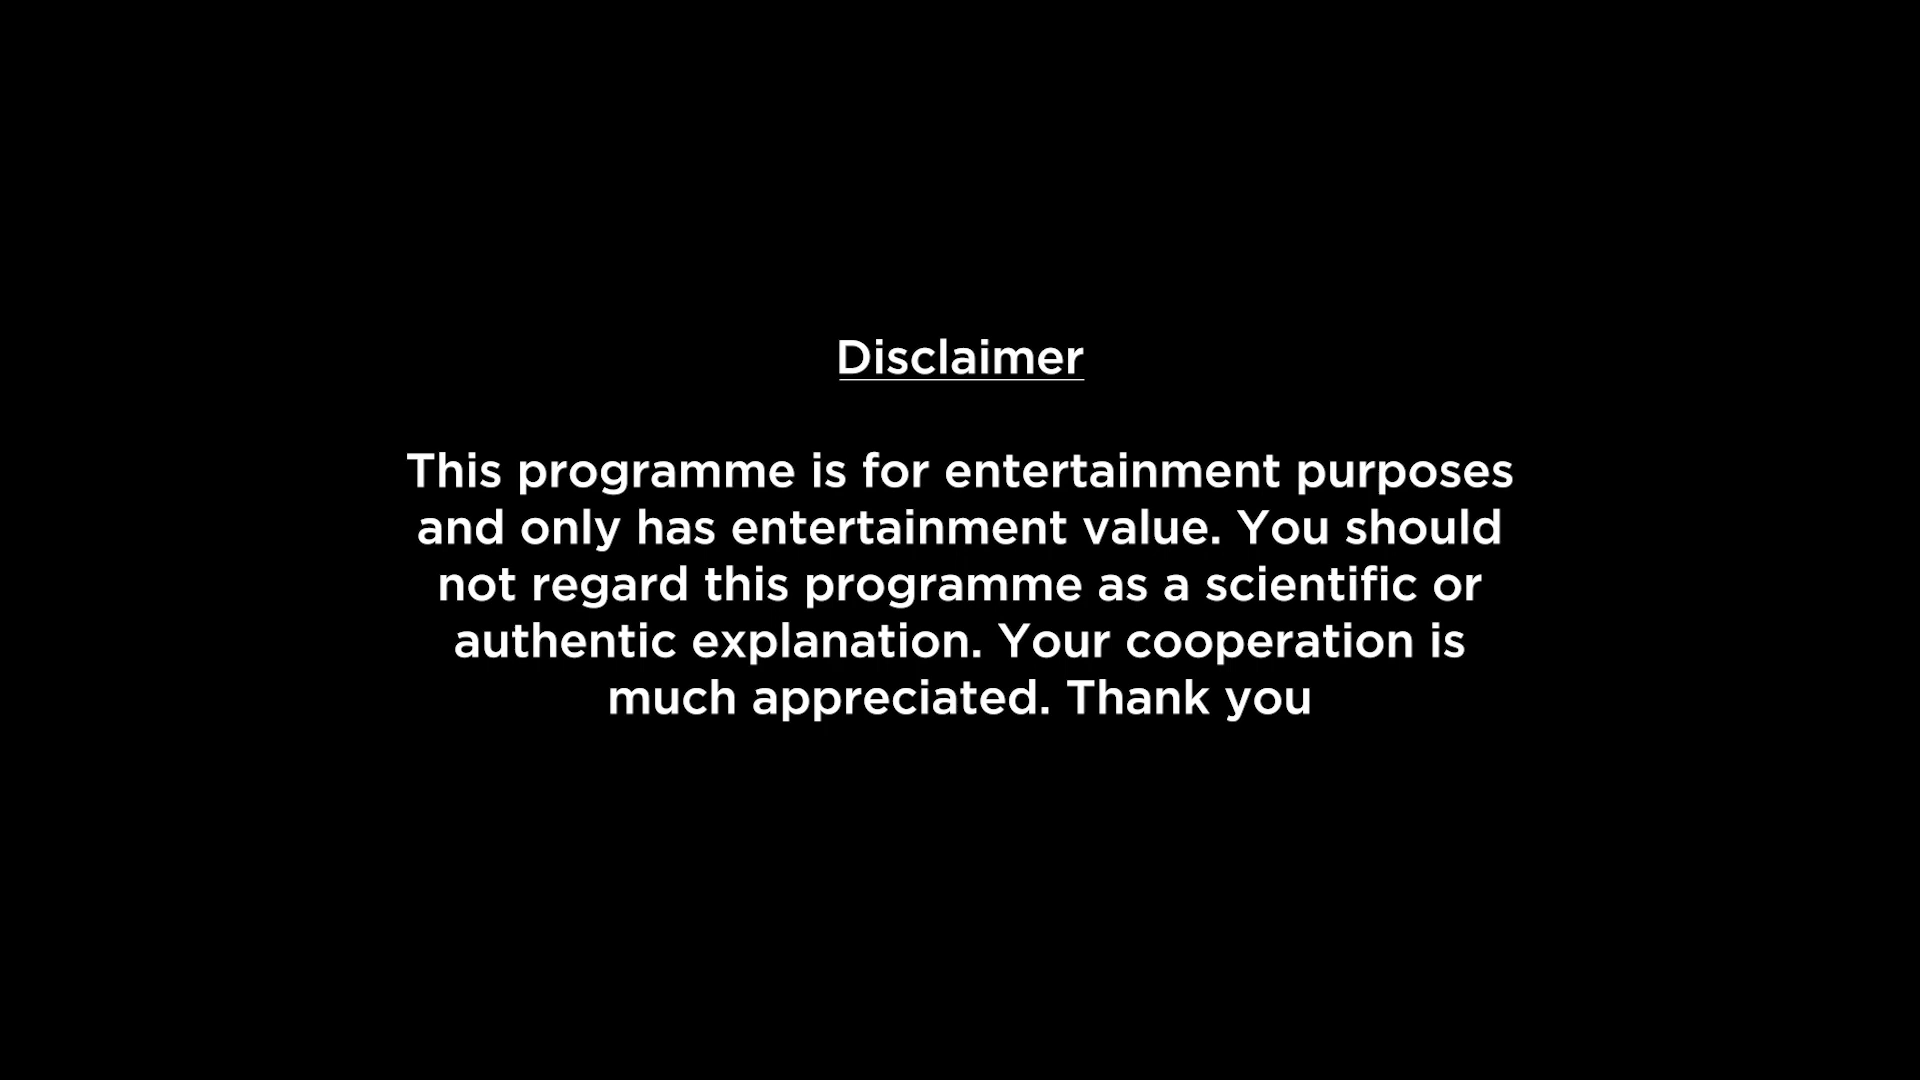 Disclaimer
This programme is for entertainment purposes
and only has entertainment value. You should
not regard this programme as a scientific or
authentic explanation. Your cooperation is
much appreciated. Thank you